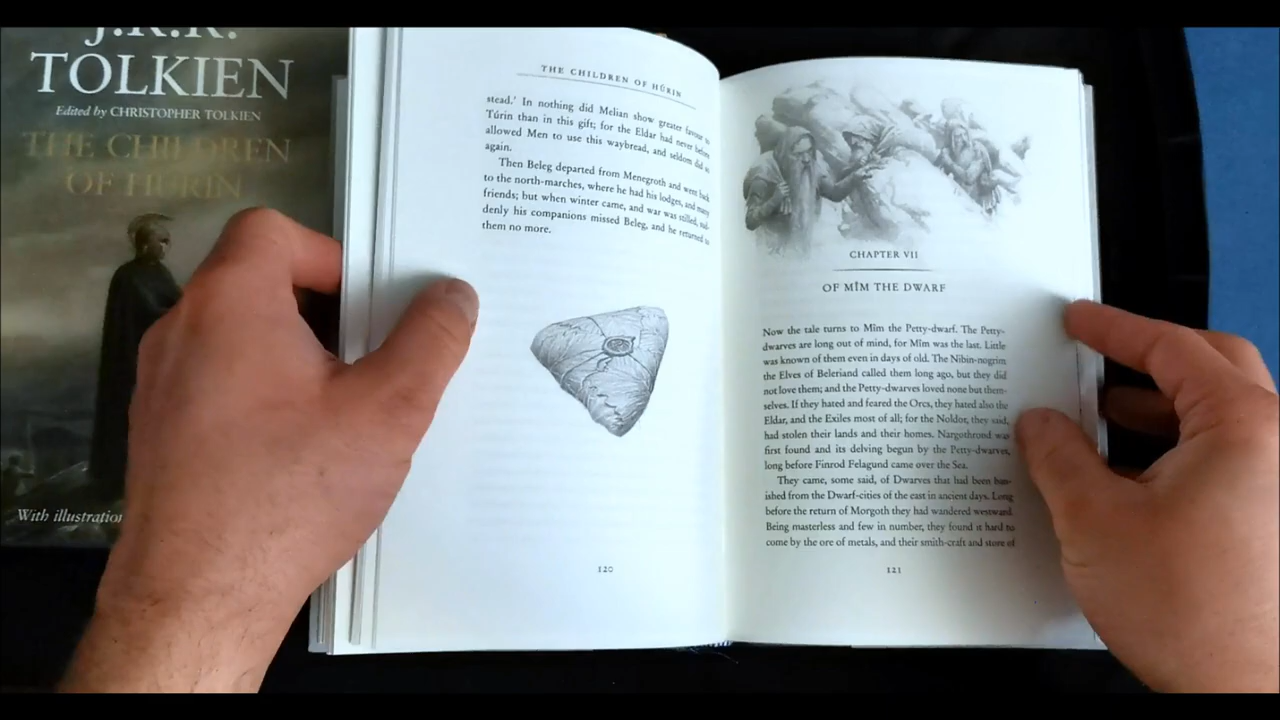 J.R.R.
TOLKIEN
Edited by CHRISTOPHER TOLKIEN
THE CHILDREN
OF HÚRIN
With illustration
THE CHILDREN OF HÚRIN
stead.' In nothing did Melian show greater favour to
Túrin than in this gift; for the Eldar had never before
allowed Men to use this waybread, and seldom did so
again.
Then Beleg departed from Menegroth and went back
to the north-marches, where he had his lodges, and many
friends; but when winter came, and war was stilled, sud-
denly his companions missed Beleg, and he returned to
them no more.
120
CHAPTER VII
OF MÎM THE DWARF
Now the tale turns to Mîm the Petty-dwarf. The Petty-
dwarves are long out of mind, for Mîm was the last. Little
was known of them even in days of old. The Nibin-nogrim
the Elves of Beleriand called them long ago, but they did
not love them; and the Petty-dwarves loved none but them-
selves. If they hated and feared the Orcs, they hated also the
Eldar, and the Exiles most of all; for the Noldor, they said,
had stolen their lands and their homes. Nargothrond was
first found and its delving begun by the Petty-dwarves,
long before Finrod Felagund came over the Sea.
They came, some said, of Dwarves that had been ban-
ished from the Dwarf-cities of the east in ancient days. Long
before the return of Morgoth they had wandered westward.
Being masterless and few in number, they found it hard to
come by the ore of metals, and their smith-craft and store of
121